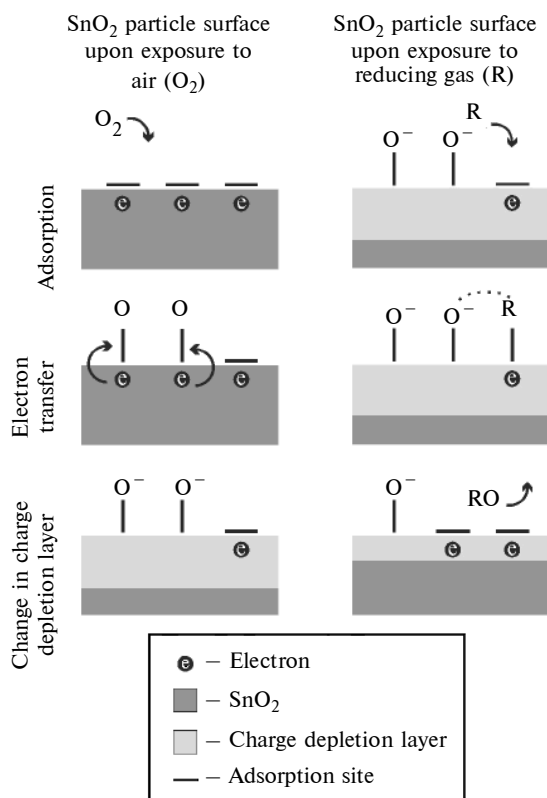 SnO₂ particle surface
upon exposure to
air (O₂)
SnO₂ particle surface
upon exposure to
reducing gas (R)
Adsorption
O₂
e e e
R
O⁻ O⁻
e
Electron
transfer
O O
e e e
O⁻ O⁻ R
e
Change in charge
depletion layer
O⁻ O⁻
e
O⁻
RO
e e
e – Electron
– SnO₂
– Charge depletion layer
– Adsorption site